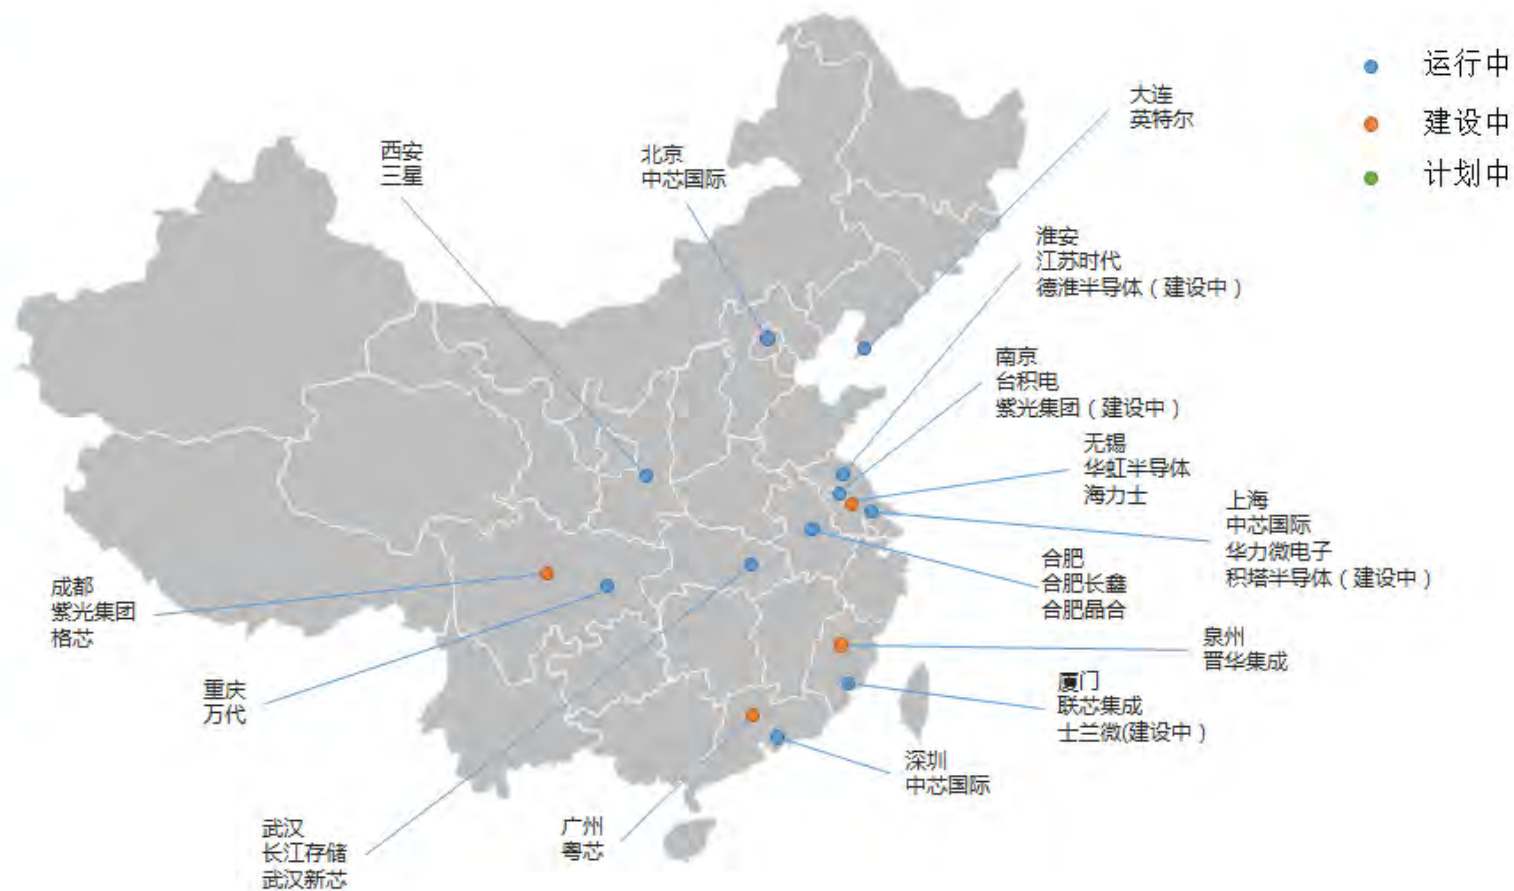 运行中
建设中
计划中
大连
英特尔
西安
三星
北京
中芯国际
淮安
江苏时代
德淮半导体（建设中）
南京
台积电
紫光集团（建设中）
无锡
华虹半导体
海力士
上海
中芯国际
华力微电子
积塔半导体（建设中）
合肥
合肥长鑫
合肥晶合
成都
紫光集团
格芯
泉州
晋华集成
重庆
万代
厦门
联芯集成
士兰微(建设中）
深圳
中芯国际
武汉
长江存储
武汉新芯
广州
粤芯